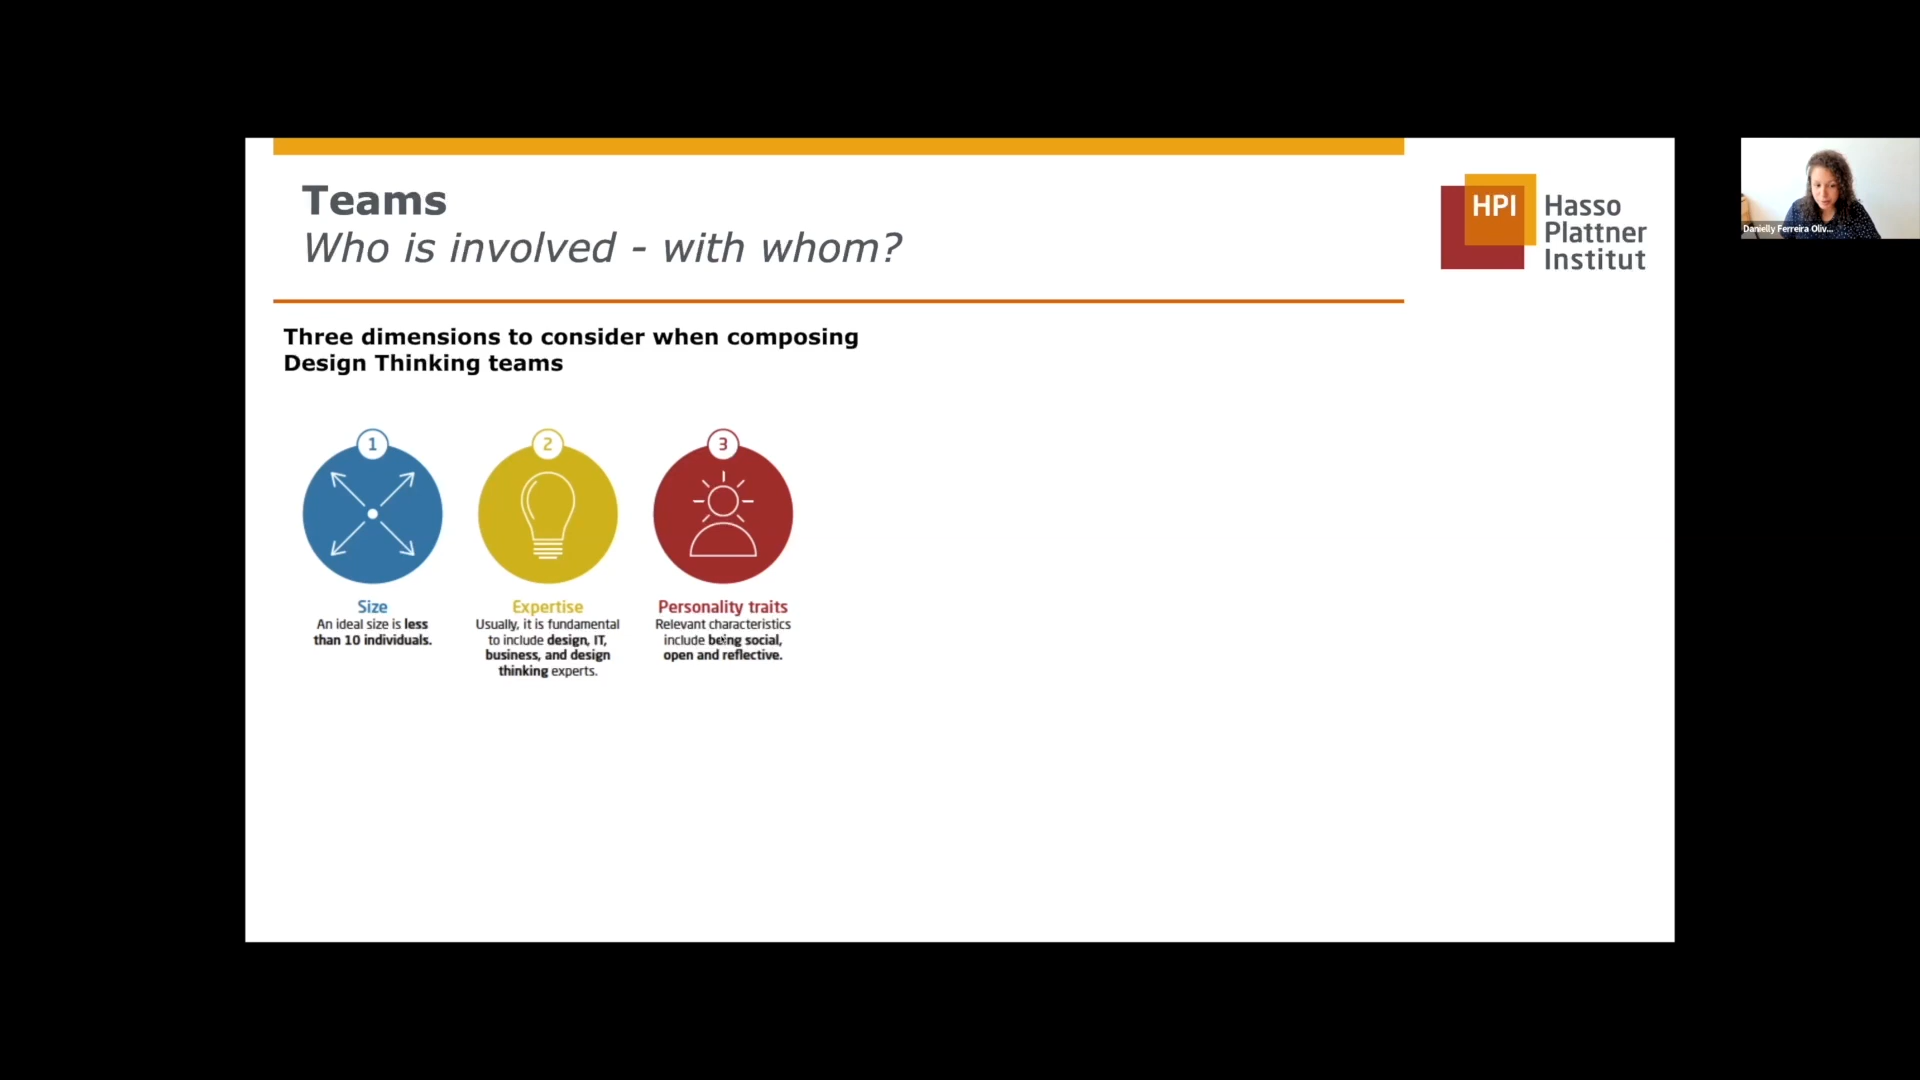 Teams
Who is involved - with whom?
HPI
Hasso
Plattner
Institut
Danielly Ferreira Oliv...
Three dimensions to consider when composing
Design Thinking teams
1
2
3
Size
An ideal size is less
than 10 individuals.
Expertise
Usually, it is fundamental
to include design, IT,
business, and design
thinking experts.
Personality traits
Relevant characteristics
include being social,
open and reflective.